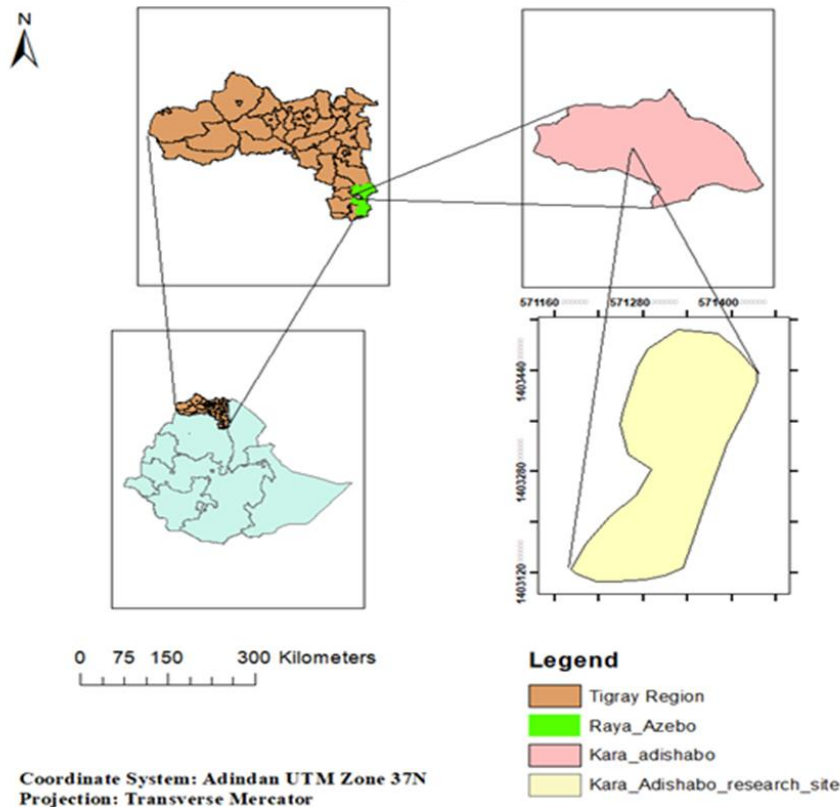 N
571160 571280 571400
1403440
1403280
1403120
0 75 150 300 Kilometers
Legend
Tigray Region
Raya_Azebo
Kara_adishabo
Kara_Adishabo_research_site
Coordinate System: Adindan UTM Zone 37N
Projection: Transverse Mercator